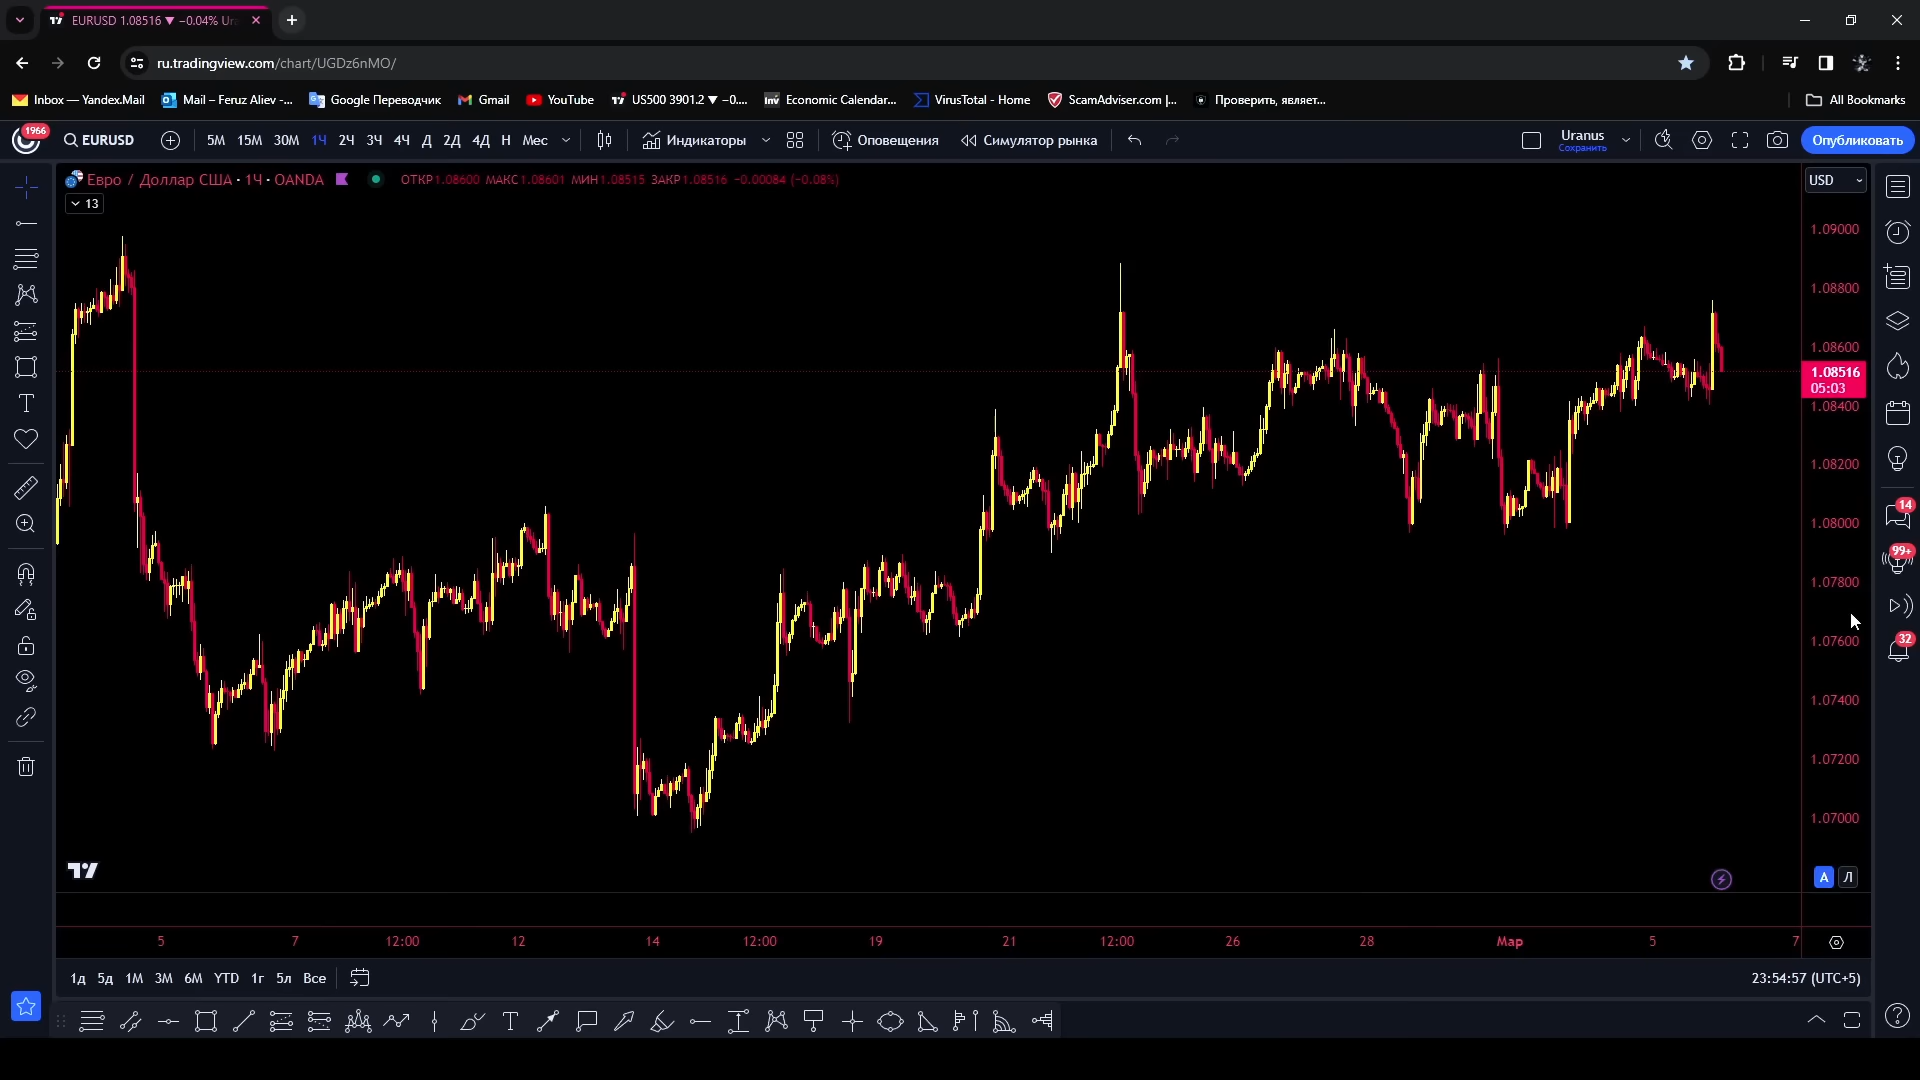 EURUSD 1.08516 ▼ −0.04% Ur
ru.tradingview.com/chart/UGDz6nMO/
Inbox — Yandex.Mail Mail – Feruz Aliev -... Google Переводчик Gmail YouTube US500 3901.2 ▼ −0.... Economic Calendar... VirusTotal - Home ScamAdviser.com |... Проверить, являет... All Bookmarks
1966 EURUSD 5М 15М 30М 1Ч 2Ч 3Ч 4Ч Д 2Д 4Д Н Мес Индикаторы Оповещения Симулятор рынка Uranus Опубликовать
Сохранить
Евро / Доллар США · 1Ч · OANDA ОТКР1.08600 МАКС1.08601 МИН1.08515 ЗАКР1.08516 −0.00084 (−0.08%) USD
13
1.09000
1.08800
1.08600
1.08516
05:03
1.08400
1.08200
14
1.08000
99+
1.07800
1.07600
32
1.07400
1.07200
1.07000
А Л
5 7 12:00 12 14 12:00 19 21 12:00 26 28 Мар 5 7
1д 5д 1М 3М 6М YTD 1г 5л Все 23:54:57 (UTC+5)